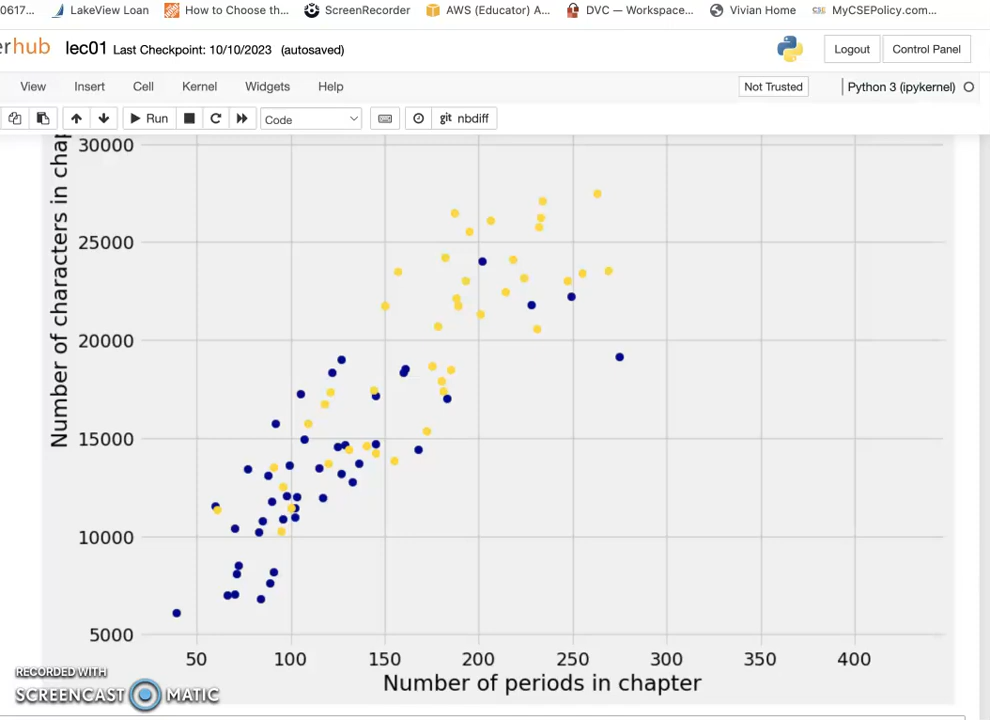 0617...
LakeView Loan
How to Choose th...
ScreenRecorder
AWS (Educator) A...
DVC — Workspace...
Vivian Home
CSE
MyCSEPolicy.com...
erhub
lec01 Last Checkpoint: 10/10/2023 (autosaved)
Logout
Control Panel
View
Insert
Cell
Kernel
Widgets
Help
Not Trusted
Python 3 (ipykernel)
Run
Code
git nbdiff
Number of characters in chap
30000
25000
20000
15000
10000
5000
50
100
150
200
250
300
350
400
Number of periods in chapter
RECORDED WITH
SCREENCAST MATIC